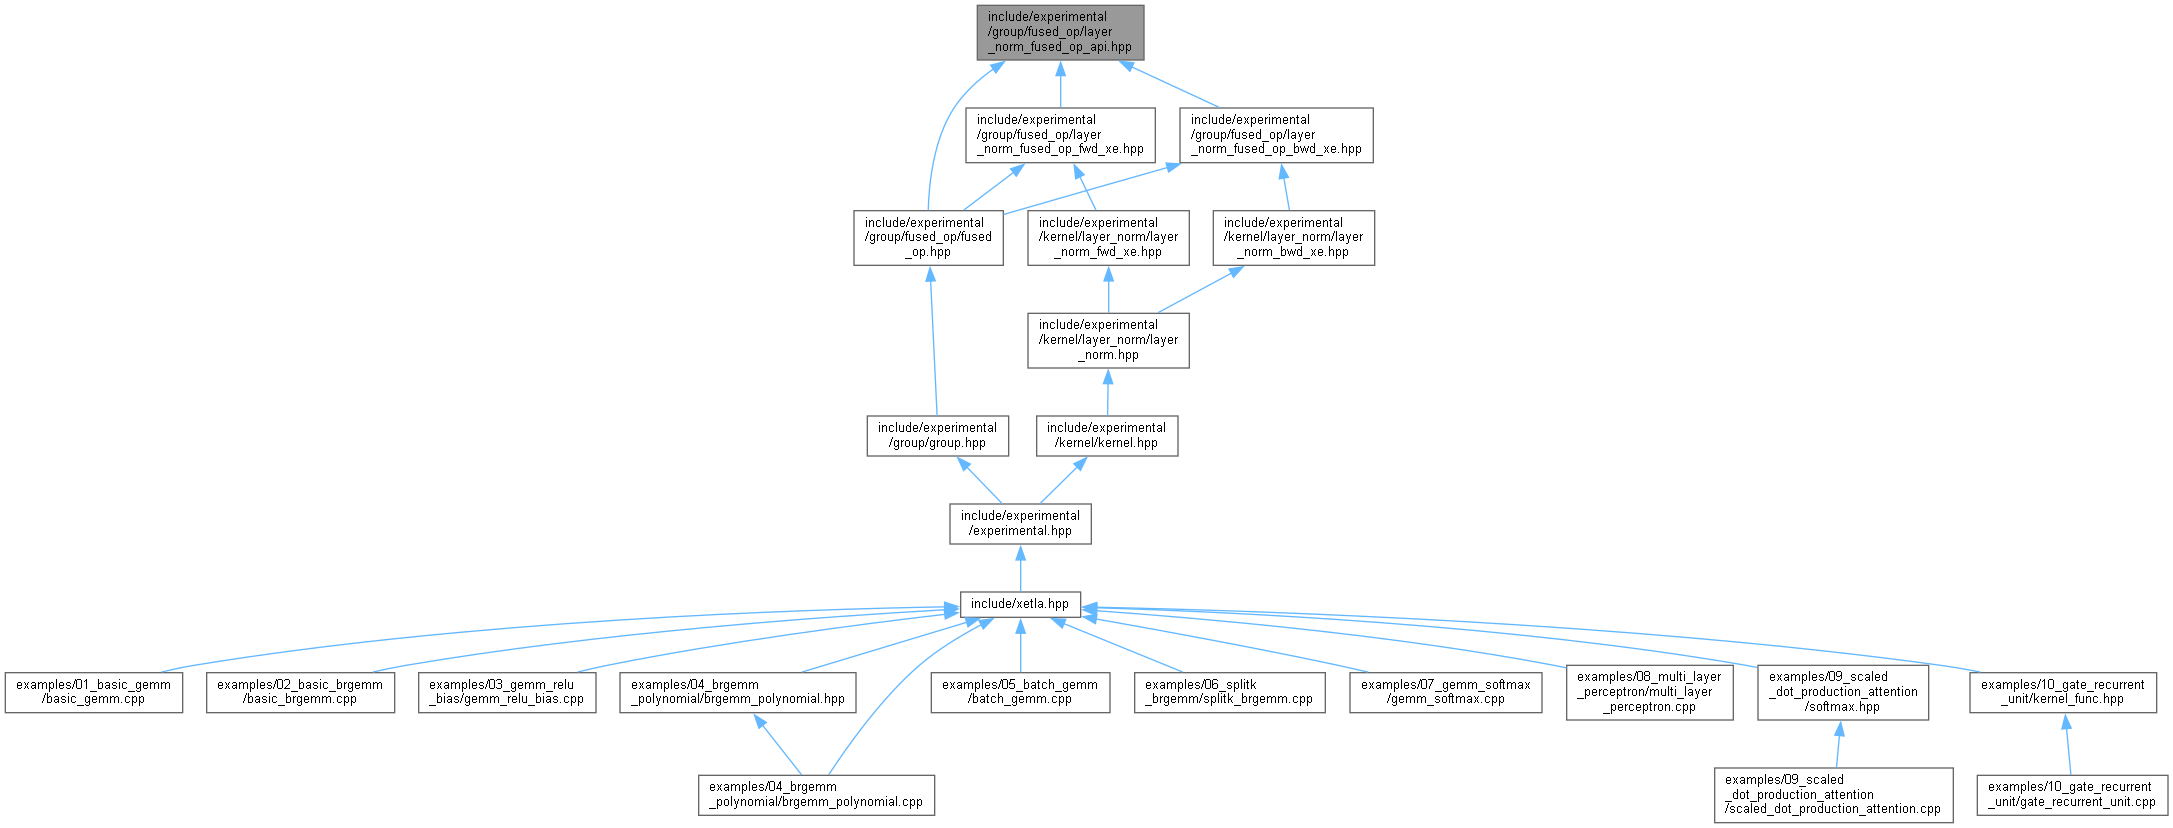 include/experimental
/group/fused_op/layer
_norm_fused_op_api.hpp
include/experimental
/group/fused_op/layer
_norm_fused_op_fwd_xe.hpp
include/experimental
/group/fused_op/layer
_norm_fused_op_bwd_xe.hpp
include/experimental
/group/fused_op/fused
_op.hpp
include/experimental
/kernel/layer_norm/layer
_norm_fwd_xe.hpp
include/experimental
/kernel/layer_norm/layer
_norm_bwd_xe.hpp
include/experimental
/kernel/layer_norm/layer
_norm.hpp
include/experimental
/group/group.hpp
include/experimental
/kernel/kernel.hpp
include/experimental
/experimental.hpp
include/xetla.hpp
examples/01_basic_gemm
/basic_gemm.cpp
examples/02_basic_brgemm
/basic_brgemm.cpp
examples/03_gemm_relu
_bias/gemm_relu_bias.cpp
examples/04_brgemm
_polynomial/brgemm_polynomial.hpp
examples/05_batch_gemm
/batch_gemm.cpp
examples/06_splitk
_brgemm/splitk_brgemm.cpp
examples/07_gemm_softmax
/gemm_softmax.cpp
examples/08_multi_layer
_perceptron/multi_layer
_perceptron.cpp
examples/09_scaled
_dot_production_attention
/softmax.hpp
examples/10_gate_recurrent
_unit/kernel_func.hpp
examples/04_brgemm
_polynomial/brgemm_polynomial.cpp
examples/09_scaled
_dot_production_attention
/scaled_dot_production_attention.cpp
examples/10_gate_recurrent
_unit/gate_recurrent_unit.cpp